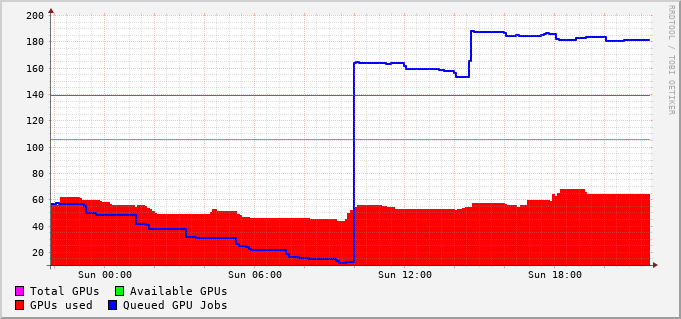 200
180
160
140
120
100
80
60
40
20
Sun 00:00 Sun 06:00 Sun 12:00 Sun 18:00
Total GPUs Available GPUs
GPUs used Queued GPU Jobs
RRDTOOL / TOBI OETIKER